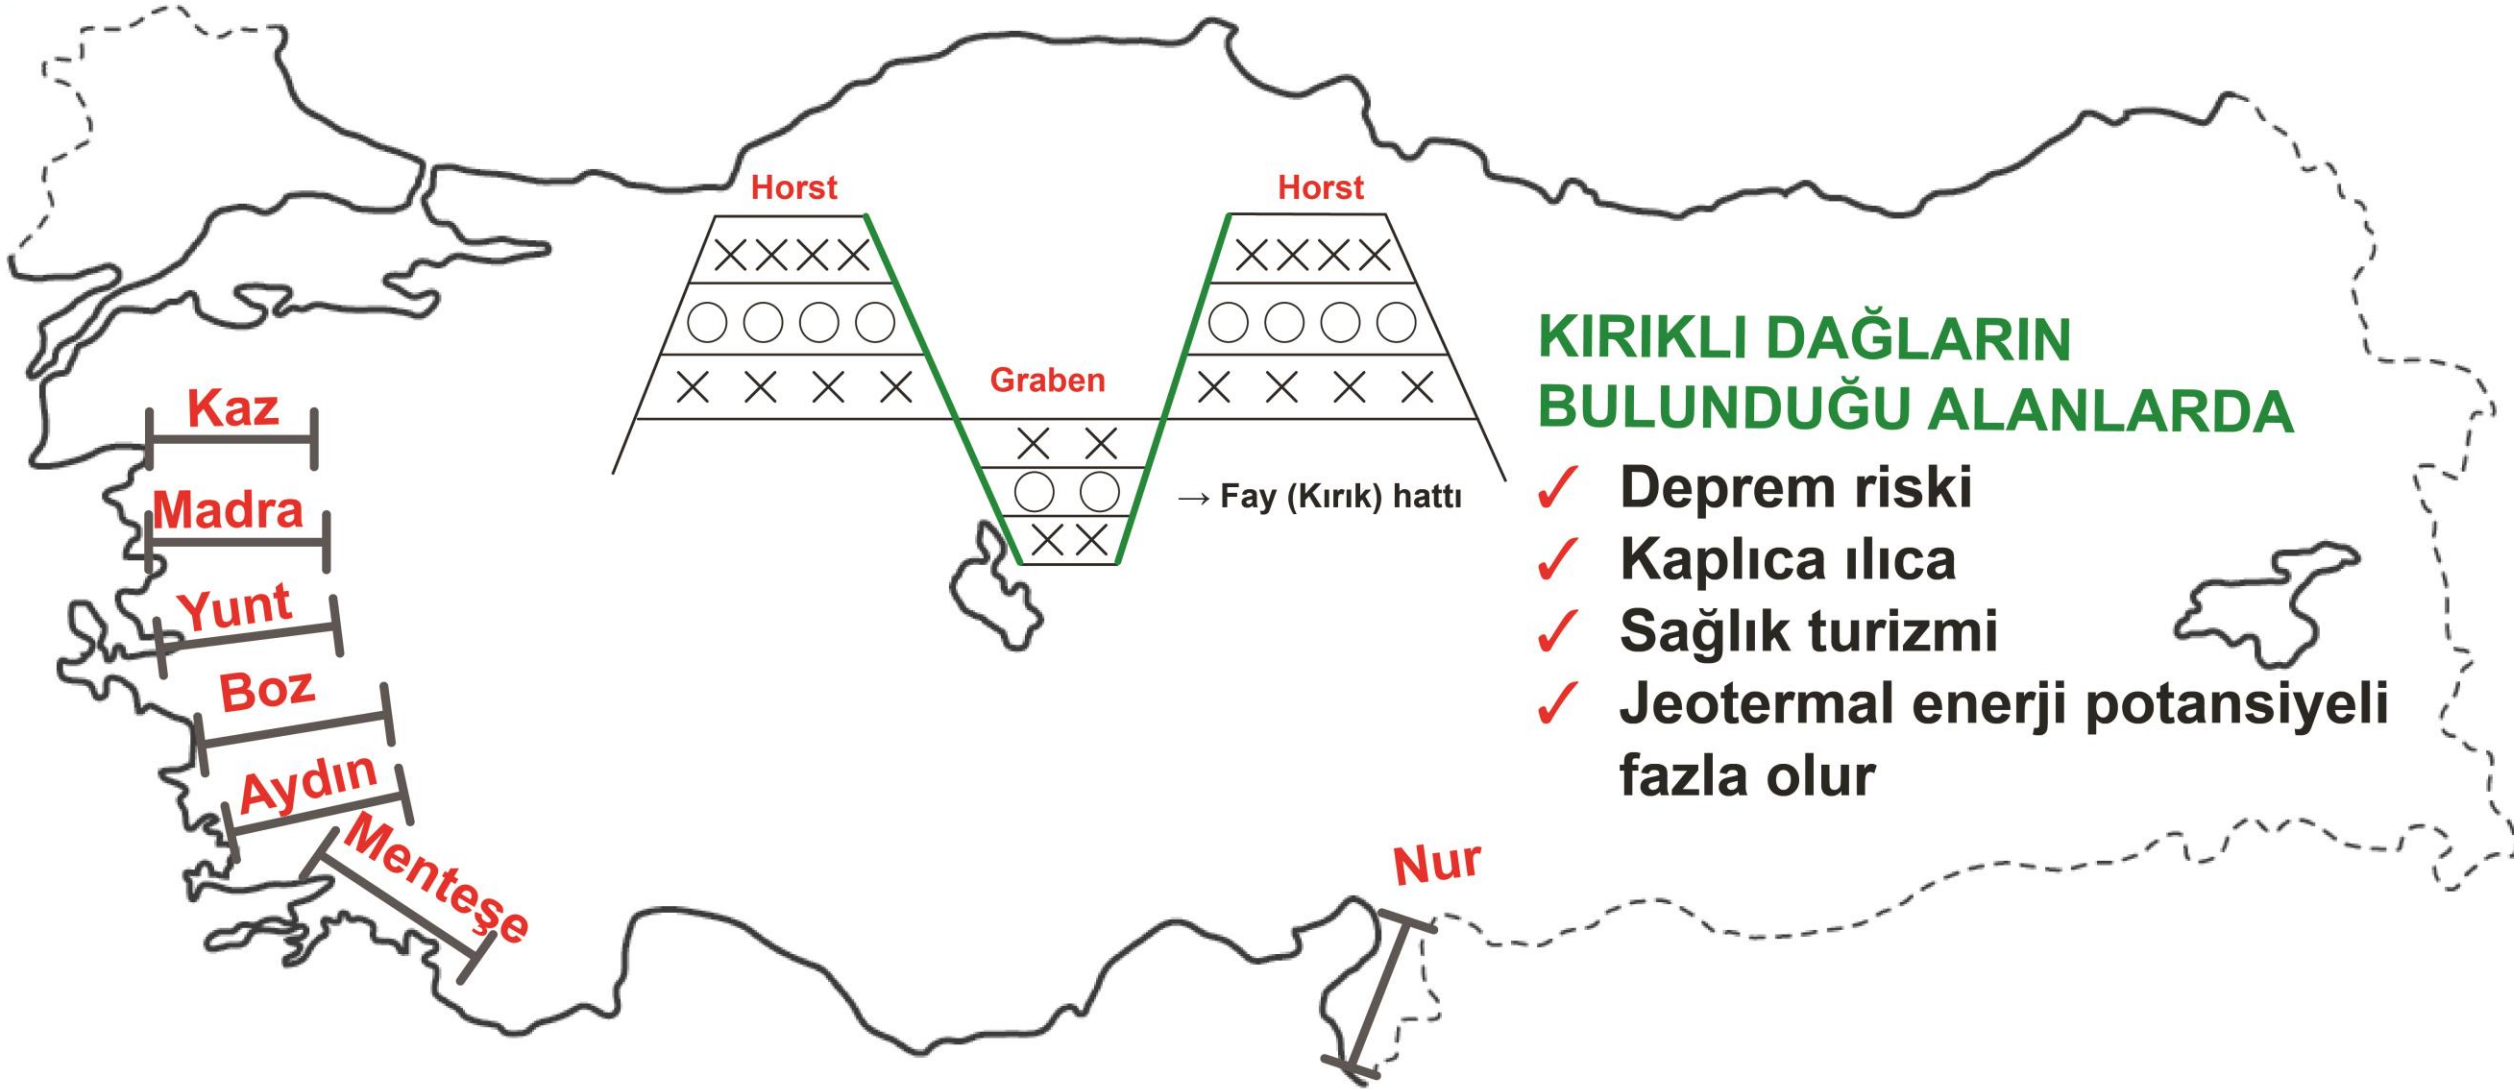 Horst
Horst
Graben
→ Fay (Kırık) hattı
Kaz
Madra
Yunt
Boz
Aydın
Menteşe
Nur
KIRIKLI DAĞLARIN
BULUNDUĞU ALANLARDA
✓ Deprem riski
✓ Kaplıca ılıca
✓ Sağlık turizmi
✓ Jeotermal enerji potansiyeli
fazla olur